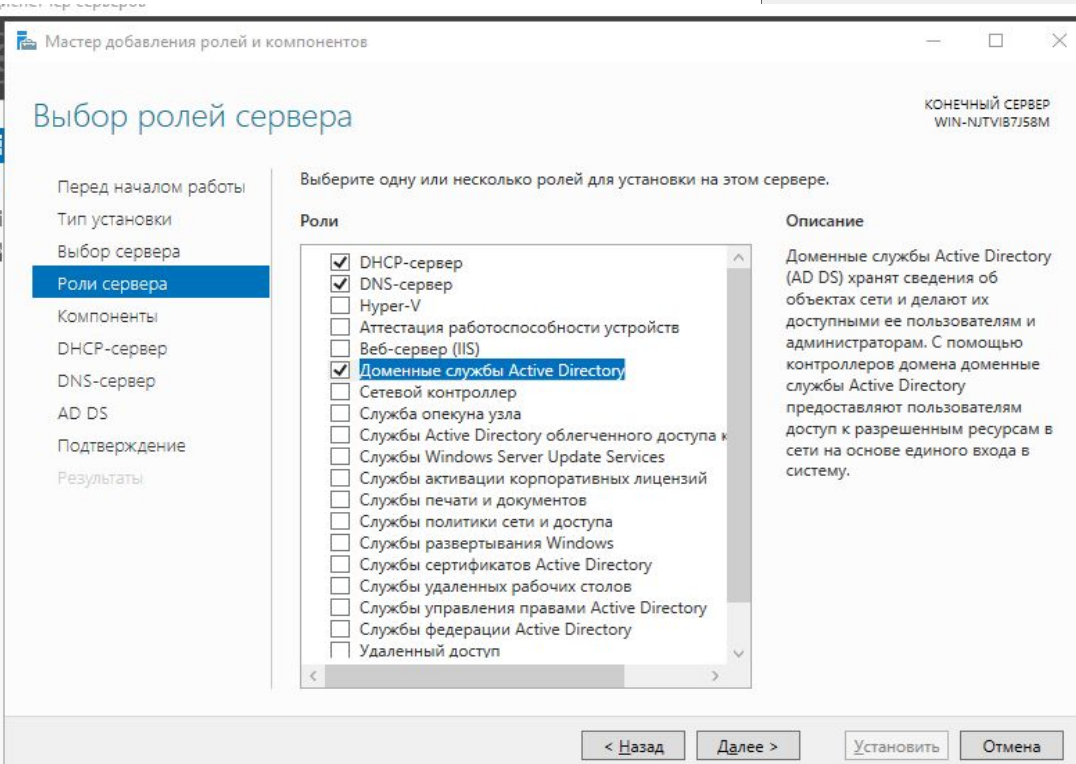 Мастер добавления ролей и компонентов
Выбор ролей сервера
КОНЕЧНЫЙ СЕРВЕР
WIN-NJTVIB7J58M
Перед началом работы
Тип установки
Выбор сервера
Роли сервера
Компоненты
DHCP-сервер
DNS-сервер
AD DS
Подтверждение
Результаты
Выберите одну или несколько ролей для установки на этом сервере.
Роли
DHCP-сервер
DNS-сервер
Hyper-V
Аттестация работоспособности устройств
Веб-сервер (IIS)
Доменные службы Active Directory
Сетевой контроллер
Служба опекуна узла
Службы Active Directory облегченного доступа к
Службы Windows Server Update Services
Службы активации корпоративных лицензий
Службы печати и документов
Службы политики сети и доступа
Службы развертывания Windows
Службы сертификатов Active Directory
Службы удаленных рабочих столов
Службы управления правами Active Directory
Службы федерации Active Directory
Удаленный доступ
Описание
Доменные службы Active Directory
(AD DS) хранят сведения об
объектах сети и делают их
доступными ее пользователям и
администраторам. С помощью
контроллеров домена доменные
службы Active Directory
предоставляют пользователям
доступ к разрешенным ресурсам в
сети на основе единого входа в
систему.
< Назад
Далее >
Установить
Отмена